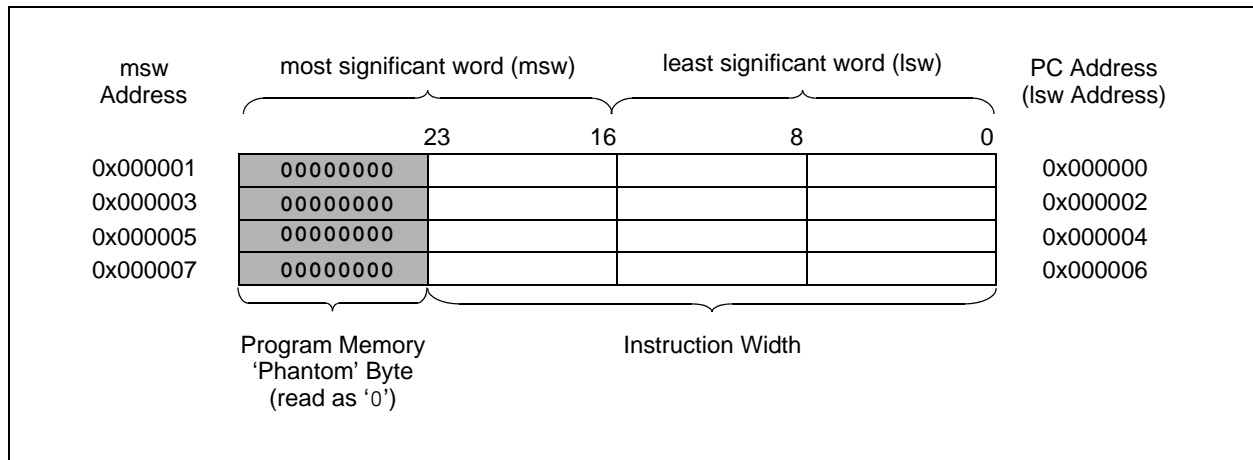 msw
Address
most significant word (msw)
least significant word (lsw)
PC Address
(lsw Address)
23 16 8 0
0x000001 00000000 0x000000
0x000003 00000000 0x000002
0x000005 00000000 0x000004
0x000007 00000000 0x000006
Program Memory
‘Phantom’ Byte
(read as ‘0’)
Instruction Width